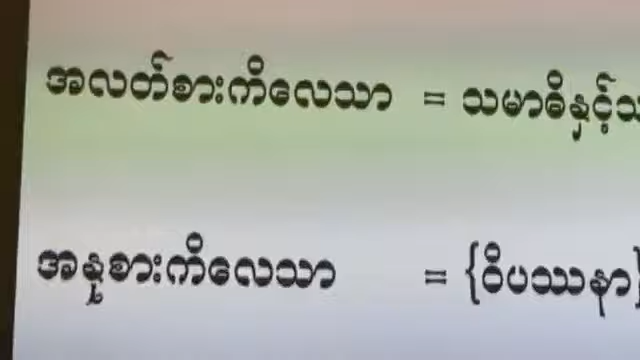 အလတ်စားကိလေသာ = သမာဓိနှင့်သ
အနုစားကိလေသာ = {ဝိပဿနာ}